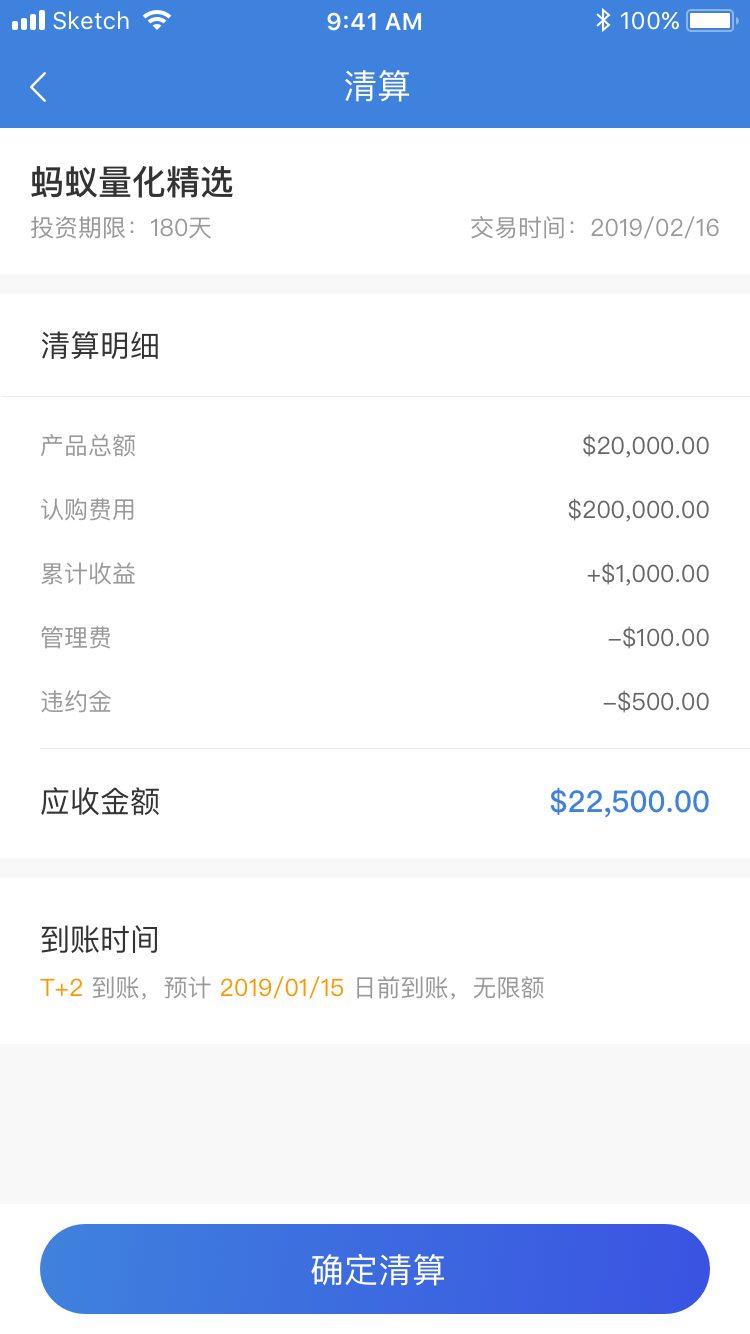 Sketch 9:41 AM 100%
清算
蚂蚁量化精选
投资期限：180天 交易时间：2019/02/16
清算明细
产品总额 $20,000.00
认购费用 $200,000.00
累计收益 +$1,000.00
管理费 –$100.00
违约金 –$500.00
应收金额 $22,500.00
到账时间
T+2 到账，预计 2019/01/15 日前到账，无限额
确定清算